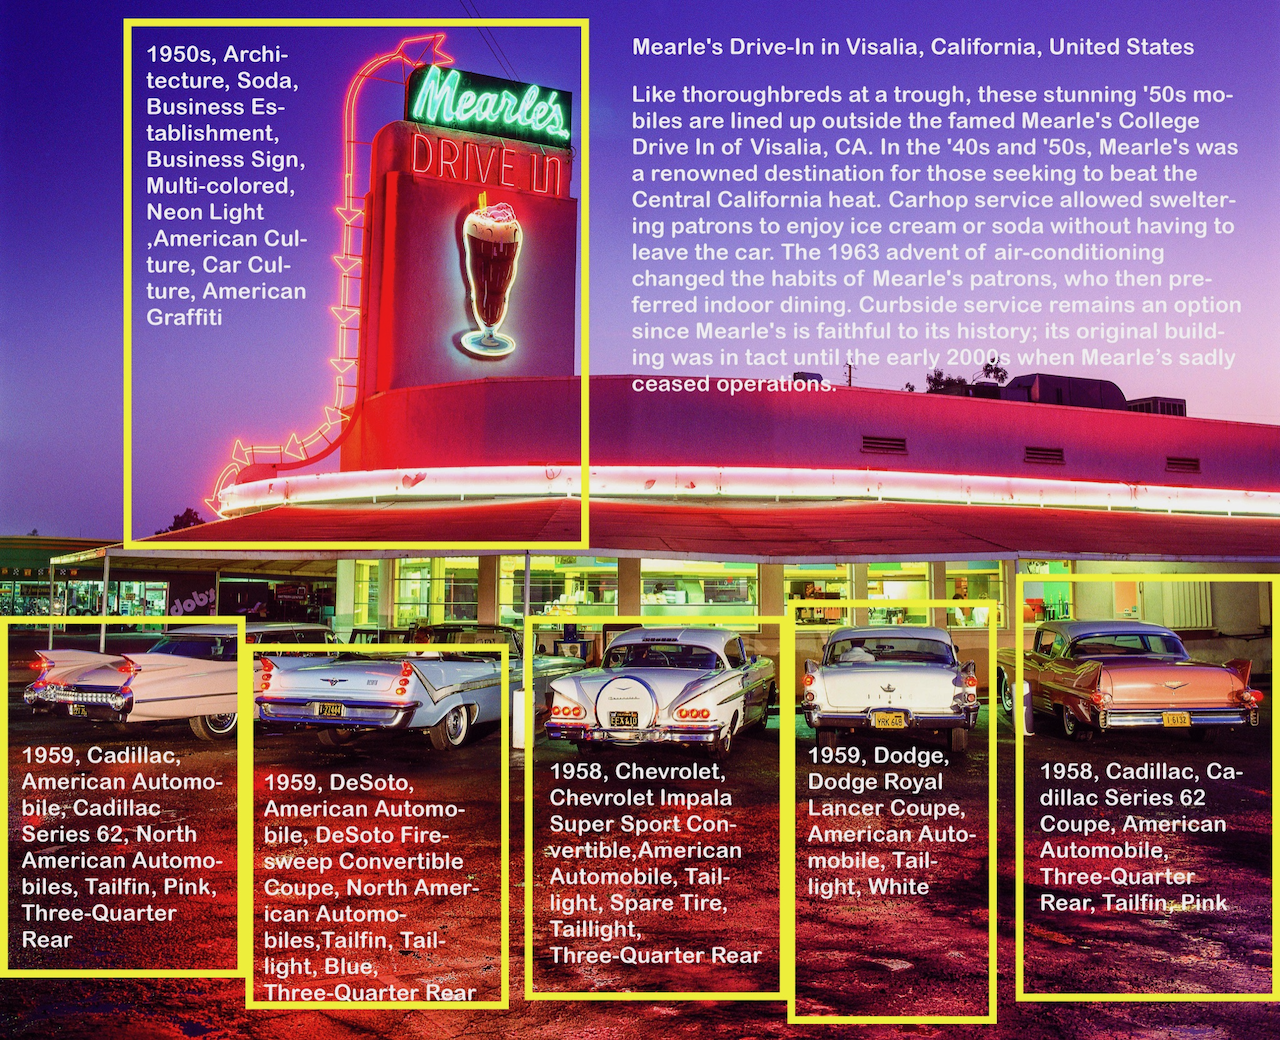 1950s, Archi-
tecture, Soda,
Business Es-
tablishment,
Business Sign,
Multi-colored,
Neon Light
,American Cul-
ture, Car Cul-
ture, American
Graffiti
Mearle's
DRIVE In
Mearle's Drive-In in Visalia, California, United States
Like thoroughbreds at a trough, these stunning '50s mo-
biles are lined up outside the famed Mearle's College
Drive In of Visalia, CA. In the '40s and '50s, Mearle's was
a renowned destination for those seeking to beat the
Central California heat. Carhop service allowed swelter-
ing patrons to enjoy ice cream or soda without having to
leave the car. The 1963 advent of air-conditioning
changed the habits of Mearle's patrons, who then pre-
ferred indoor dining. Curbside service remains an option
since Mearle's is faithful to its history; its original build-
ing was in tact until the early 2000s when Mearle’s sadly
ceased operations.
doby
1959, Cadillac,
American Automo-
bile, Cadillac
Series 62, North
American Automo-
biles, Tailfin, Pink,
Three-Quarter
Rear
1959, DeSoto,
American Automo-
bile, DeSoto Fire-
sweep Convertible
Coupe, North Amer-
ican Automo-
biles,Tailfin, Tail-
light, Blue,
Three-Quarter Rear
1958, Chevrolet,
Chevrolet Impala
Super Sport Con-
vertible,American
Automobile, Tail-
light, Spare Tire,
Taillight,
Three-Quarter Rear
YRK 648
1959, Dodge,
Dodge Royal
Lancer Coupe,
American Auto-
mobile, Tail-
light, White
1958, Cadillac, Ca-
dillac Series 62
Coupe, American
Automobile,
Three-Quarter
Rear, Tailfin, Pink